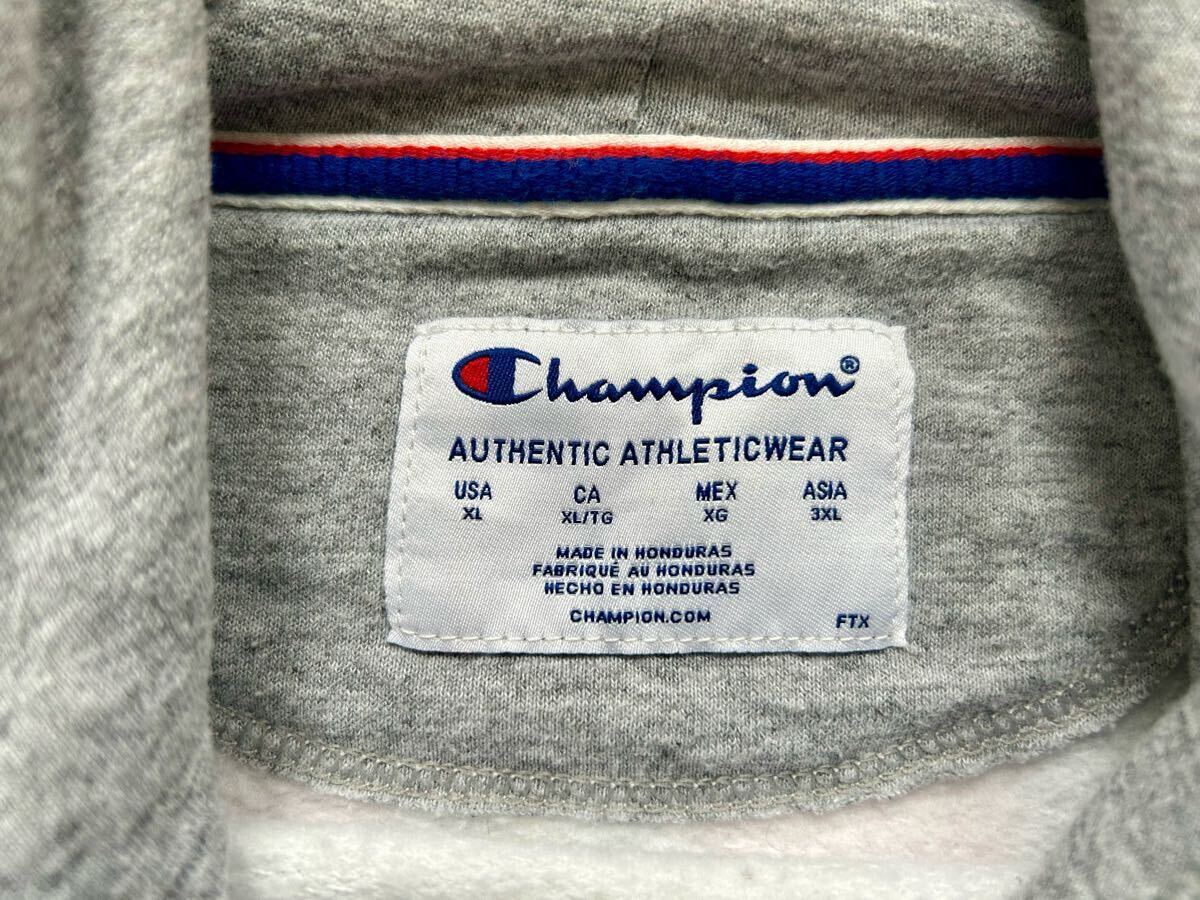 Champion®
AUTHENTIC ATHLETICWEAR
USA CA MEX ASIA
XL XL/TG XG 3XL
MADE IN HONDURAS
FABRIQUÉ AU HONDURAS
HECHO EN HONDURAS
CHAMPION.COM
FTX